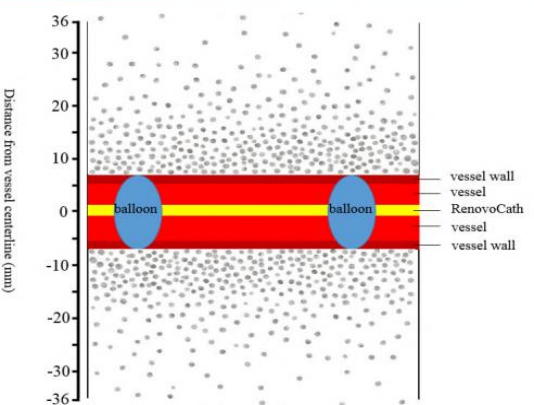 Distance from vessel centerline (mm)
36
30
20
10
0
-10
-20
-30
-36
balloon
balloon
vessel wall
vessel
RenovoCath
vessel
vessel wall